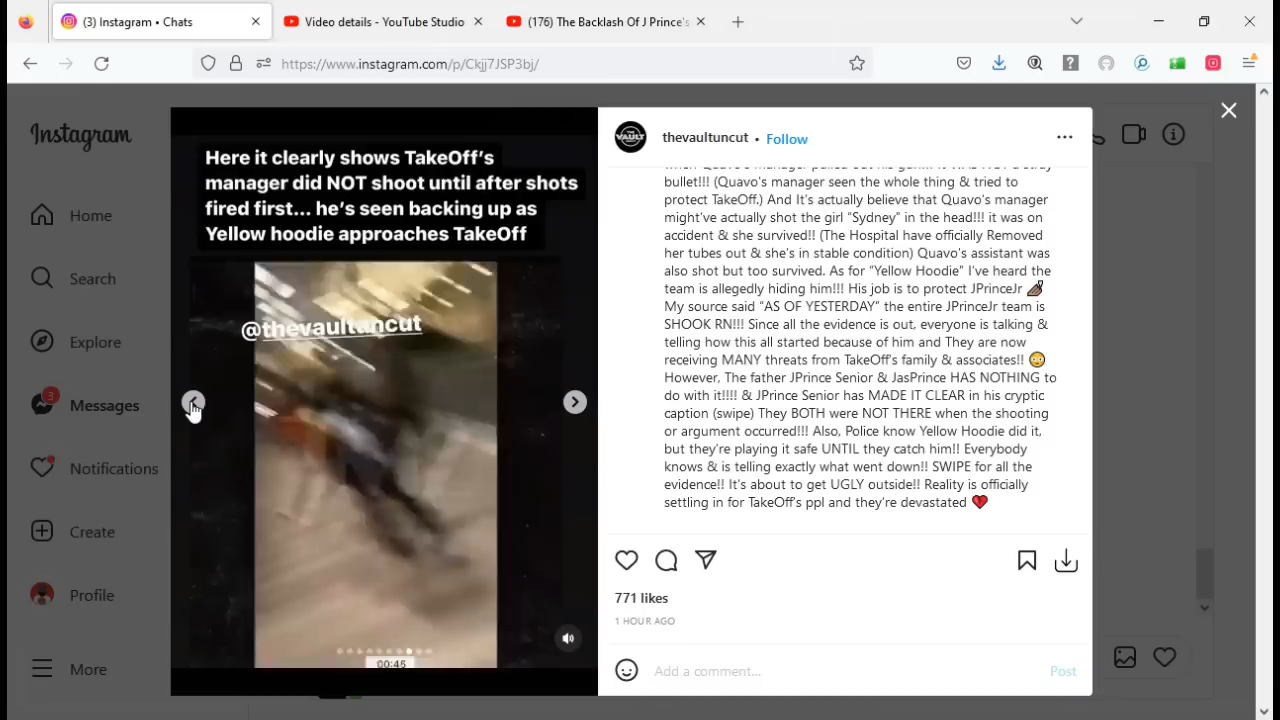 (3) Instagram • Chats
Video details - YouTube Studio
(176) The Backlash Of J Prince's
https://www.instagram.com/p/Ckjj7JSP3bj/
Instagram
Home
Search
Explore
3
Messages
Notifications
Create
Profile
More
Here it clearly shows TakeOff's
manager did NOT shoot until after shots
fired first... he's seen backing up as
Yellow hoodie approaches TakeOff
@thevaultuncut
00:45
THE
VAULT
thevaultuncut • Follow
bullet!!! (Quavo's manager seen the whole thing & tried to
protect TakeOff.) And It's actually believe that Quavo's manager
might've actually shot the girl "Sydney" in the head!!! it was on
accident & she survived!! (The Hospital have officially Removed
her tubes out & she's in stable condition) Quavo's assistant was
also shot but too survived. As for "Yellow Hoodie" I've heard the
team is allegedly hiding him!!! His job is to protect JPrinceJr
My source said "AS OF YESTERDAY" the entire JPrinceJr team is
SHOOK RN!!! Since all the evidence is out, everyone is talking &
telling how this all started because of him and They are now
receiving MANY threats from TakeOff's family & associates!! 😳
However, The father JPrince Senior & JasPrince HAS NOTHING to
do with it!!!! & JPrince Senior has MADE IT CLEAR in his cryptic
caption (swipe) They BOTH were NOT THERE when the shooting
or argument occurred!!! Also, Police know Yellow Hoodie did it,
but they're playing it safe UNTIL they catch him!! Everybody
knows & is telling exactly what went down!! SWIPE for all the
evidence!! It's about to get UGLY outside!! Reality is officially
settling in for TakeOff's ppl and they're devastated 💔
771 likes
1 HOUR AGO
Add a comment...
Post